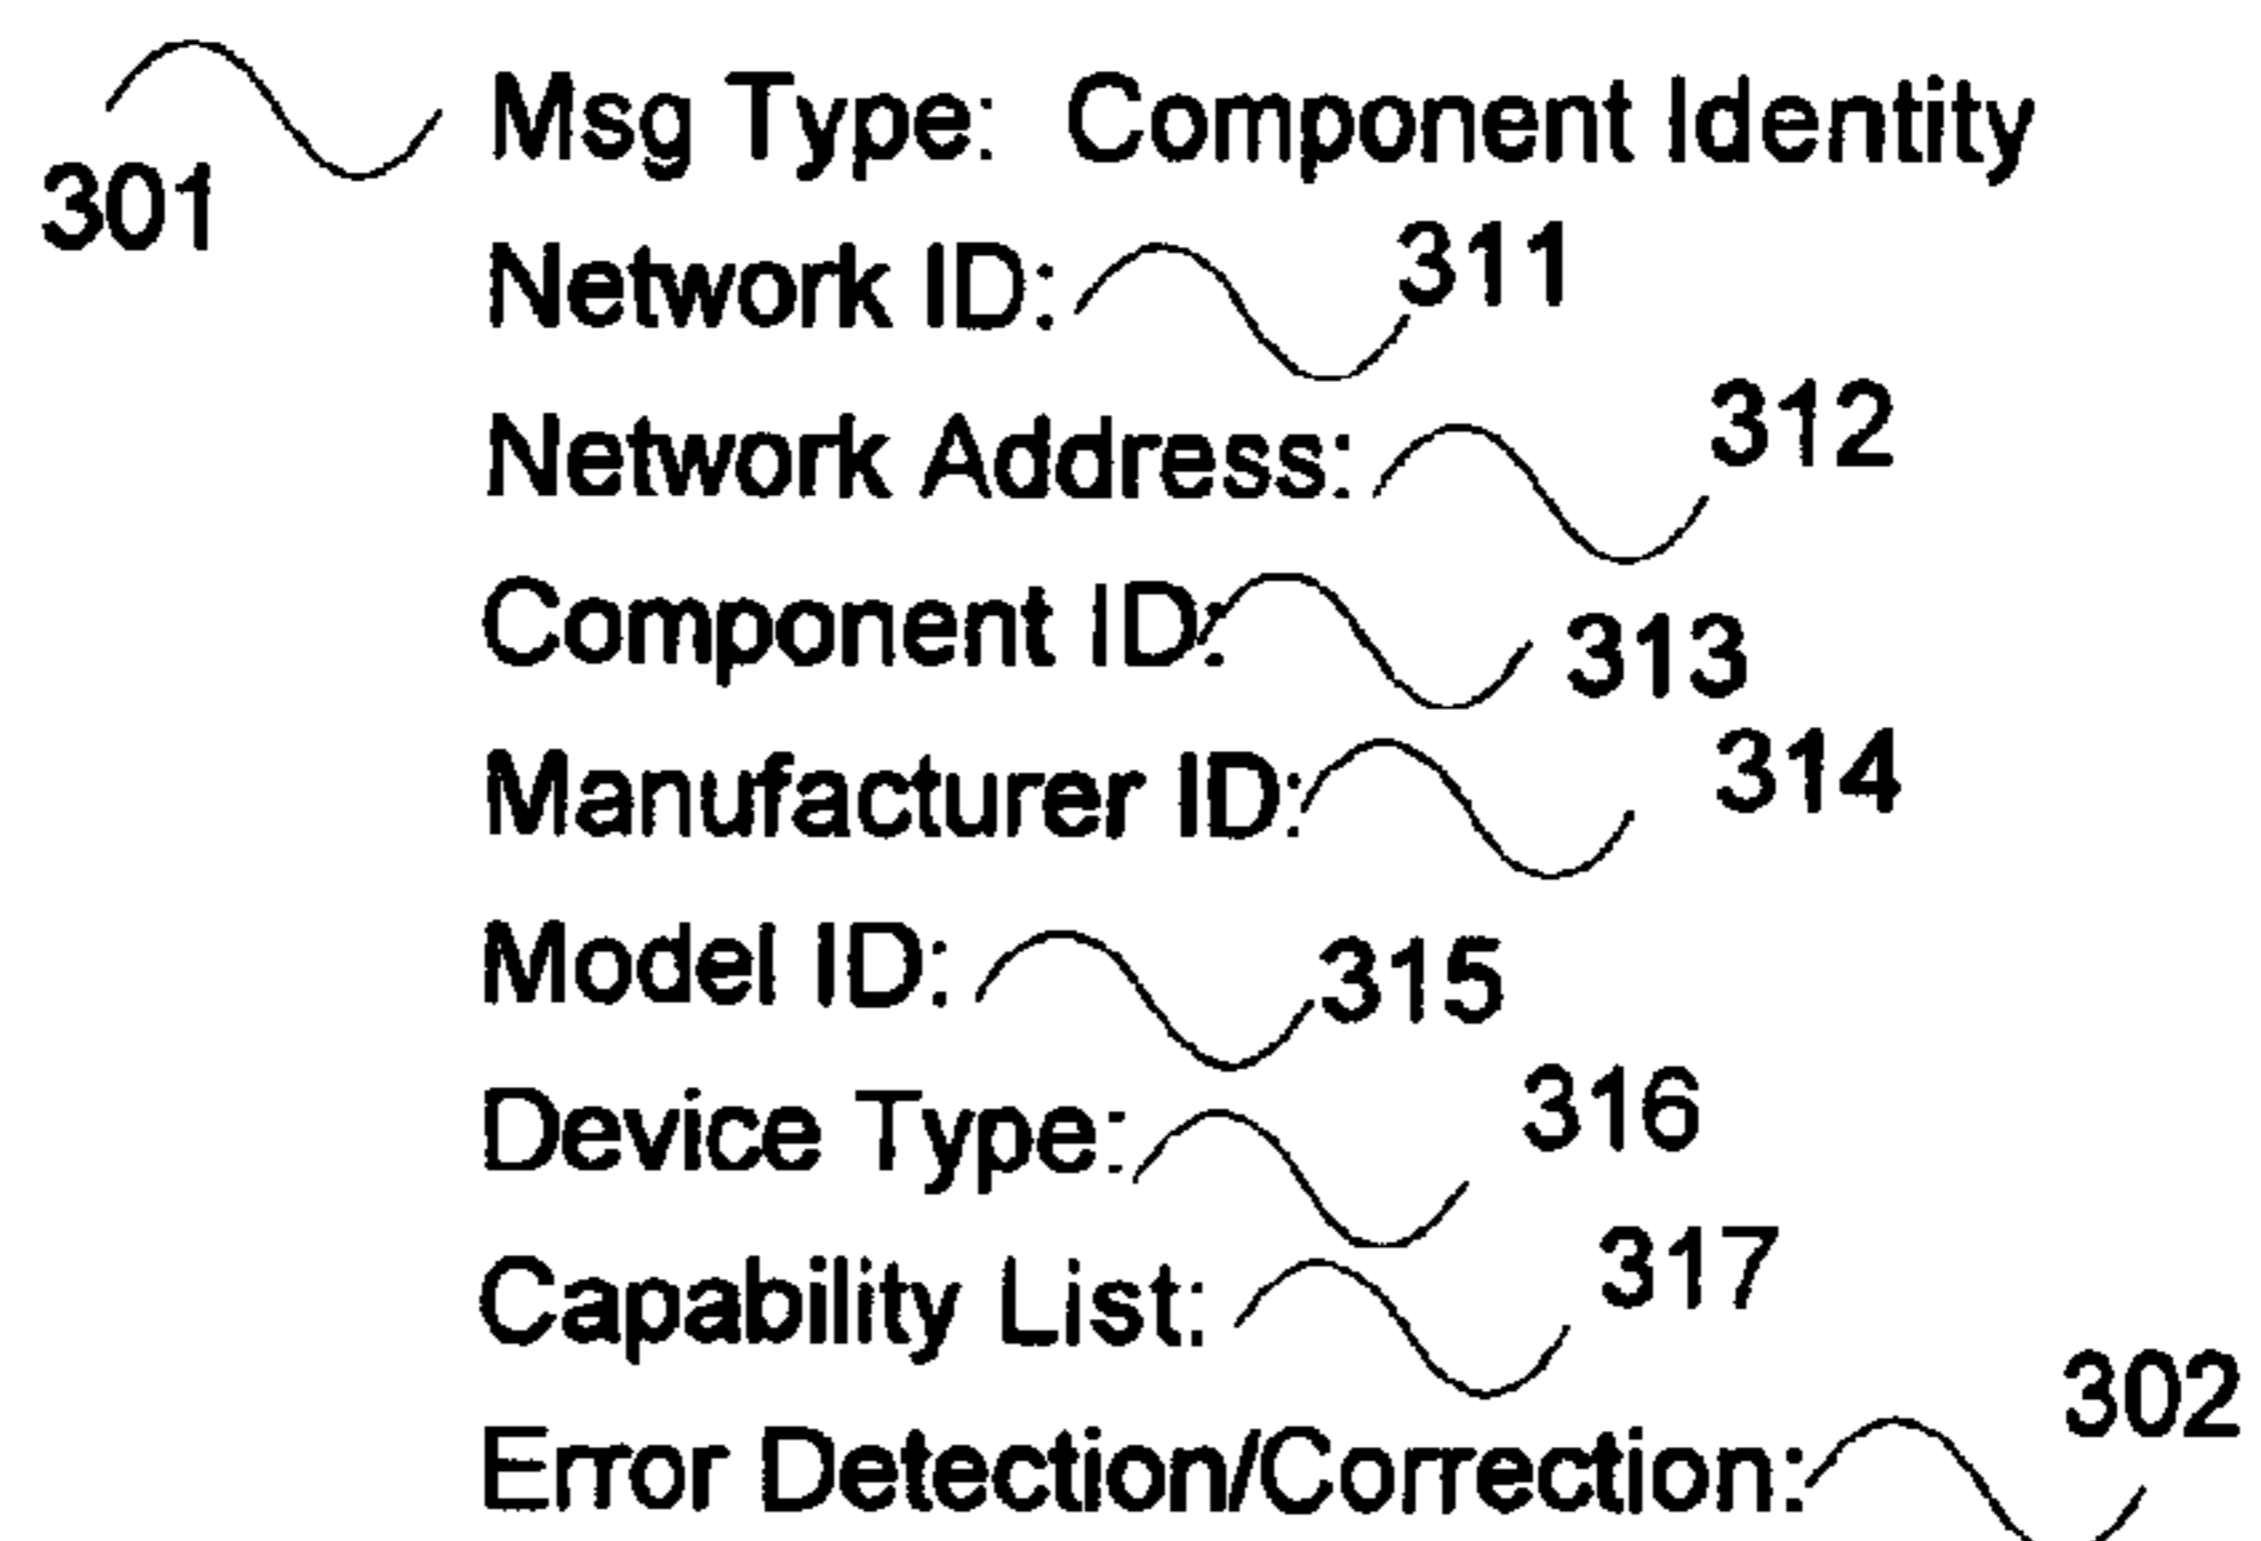 301 Msg Type: Component Identity
Network ID: 311
Network Address: 312
Component ID: 313
Manufacturer ID: 314
Model ID: 315
Device Type: 316
Capability List: 317
Error Detection/Correction: 302